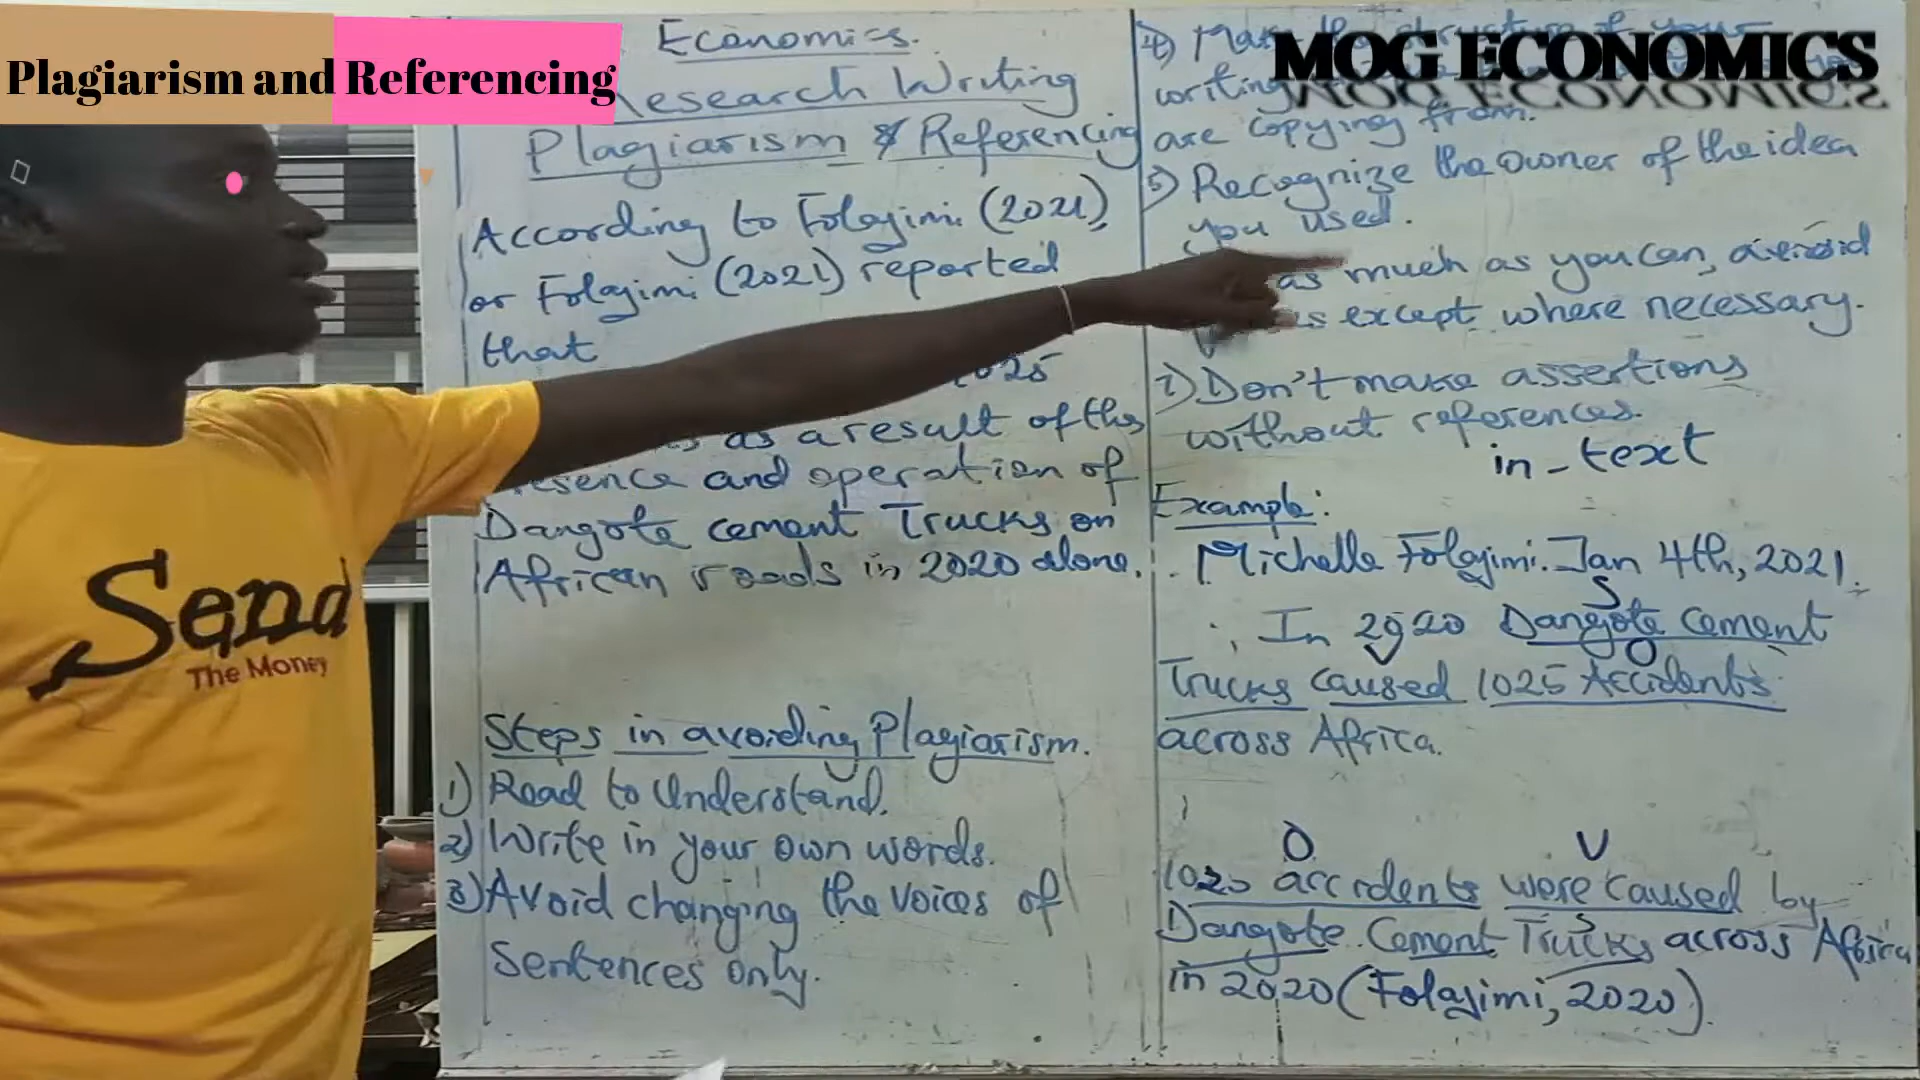 Plagiarism and Referencing
MOG ECONOMICS
Economics.
Research Writing
Plagiarism & Referencing
According to Folajimi (2021),
or Folajimi (2021) reported
that
1025
as a result of the
and operation of
Dangote cement Trucks on
African roads in 2020 alone.
Steps in avoiding Plagiarism.
1) Read to Understand.
2) Write in your own words.
3) Avoid changing the voices of
Sentences only.
4)
writing
are copying from.
5) Recognize the owner of the idea
you used.
as much as you can,
except where necessary.
7) Don't make assertions
without references.
in-text
Example:
Michelle Folajimi. Jan 4th, 2021.
S
In 2020 Dangote Cement
V O
Trucks caused 1025 Accidents
across Africa.
O V
accidents were caused by
S
Dangote Cement Trucks across Africa
in 2020 (Folajimi, 2020).
Send
The Money